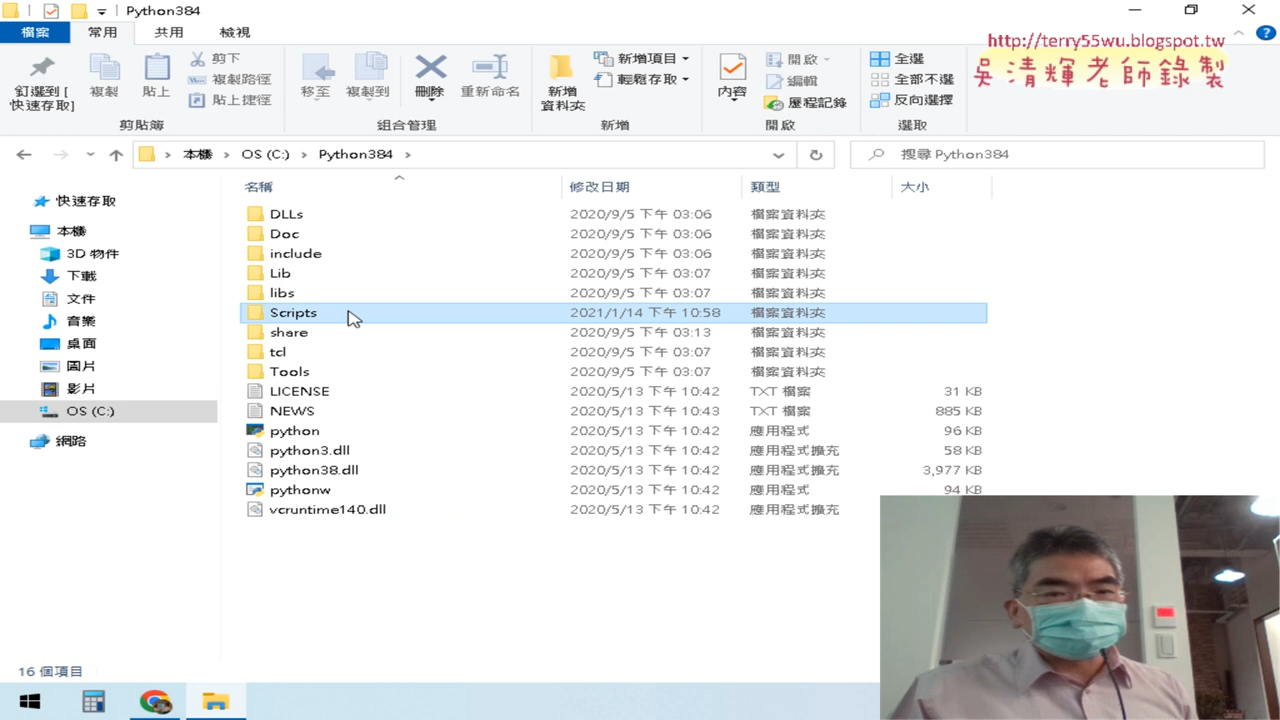 Python384
http://terry55wu.blogspot.tw
吳清輝老師錄製
檔案 常用 共用 檢視
釘選到 [快速存取]
複製
貼上
剪下
複製路徑
貼上捷徑
剪貼簿
移至
複製到
刪除
重新命名
組合管理
新增資料夾
新增項目
輕鬆存取
新增
內容
開啟
編輯
歷程記錄
開啟
全選
全部不選
反向選擇
選取
本機 › OS (C:) › Python384 ›
搜尋 Python384
快速存取
本機
3D 物件
下載
文件
音樂
桌面
圖片
影片
OS (C:)
網路
名稱 修改日期 類型 大小
DLLs 2020/9/5 下午 03:06 檔案資料夾
Doc 2020/9/5 下午 03:06 檔案資料夾
include 2020/9/5 下午 03:06 檔案資料夾
Lib 2020/9/5 下午 03:07 檔案資料夾
libs 2020/9/5 下午 03:07 檔案資料夾
Scripts 2021/1/14 下午 10:58 檔案資料夾
share 2020/9/5 下午 03:13 檔案資料夾
tcl 2020/9/5 下午 03:07 檔案資料夾
Tools 2020/9/5 下午 03:07 檔案資料夾
LICENSE 2020/5/13 下午 10:42 TXT 檔案 31 KB
NEWS 2020/5/13 下午 10:43 TXT 檔案 885 KB
python 2020/5/13 下午 10:42 應用程式 96 KB
python3.dll 2020/5/13 下午 10:42 應用程式擴充 58 KB
python38.dll 2020/5/13 下午 10:42 應用程式擴充 3,977 KB
pythonw 2020/5/13 下午 10:42 應用程式 94 KB
vcruntime140.dll 2020/5/13 下午 10:42 應用程式擴充
16 個項目